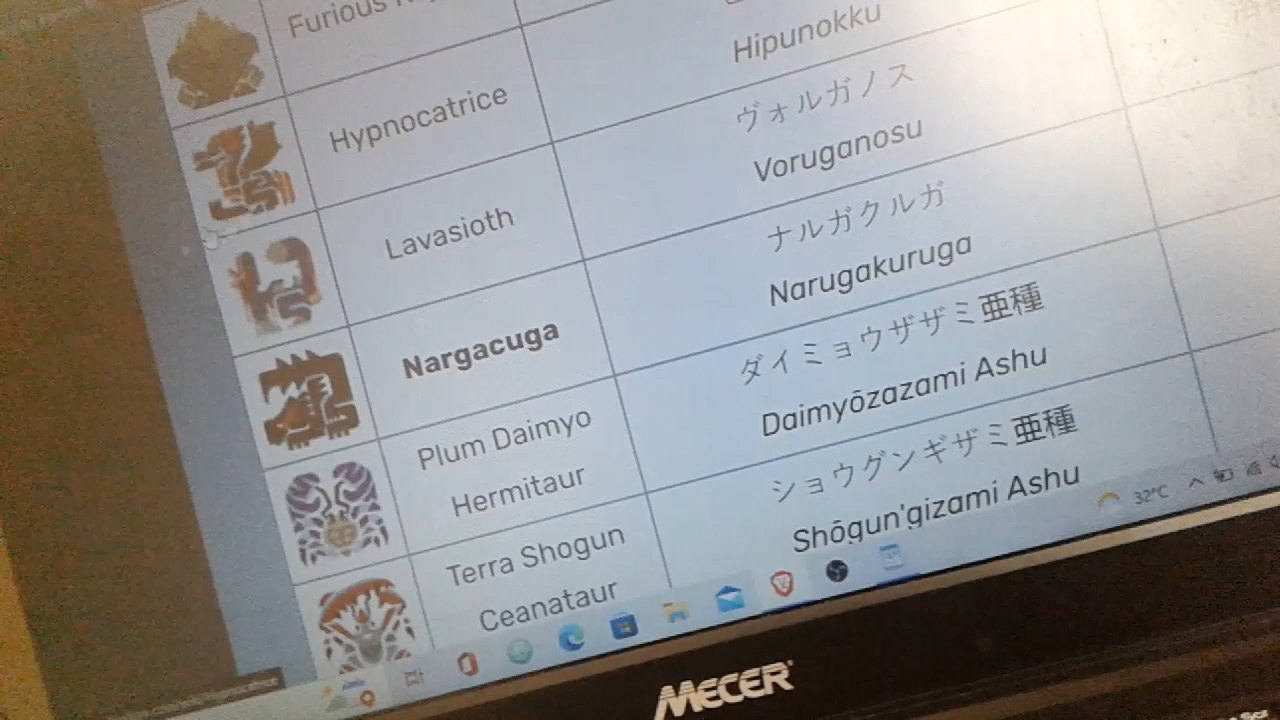 Furious
Hypnocatrice
Hipunokku
Lavasioth
ヴォルガノス
Voruganosu
Nargacuga
ナルガクルガ
Narugakuruga
Plum Daimyo
Hermitaur
ダイミョウザザミ亜種
Daimyōzazami Ashu
Terra Shogun
Ceanataur
ショウグンギザミ亜種
Shōgun'gizami Ashu
32°C
MECER